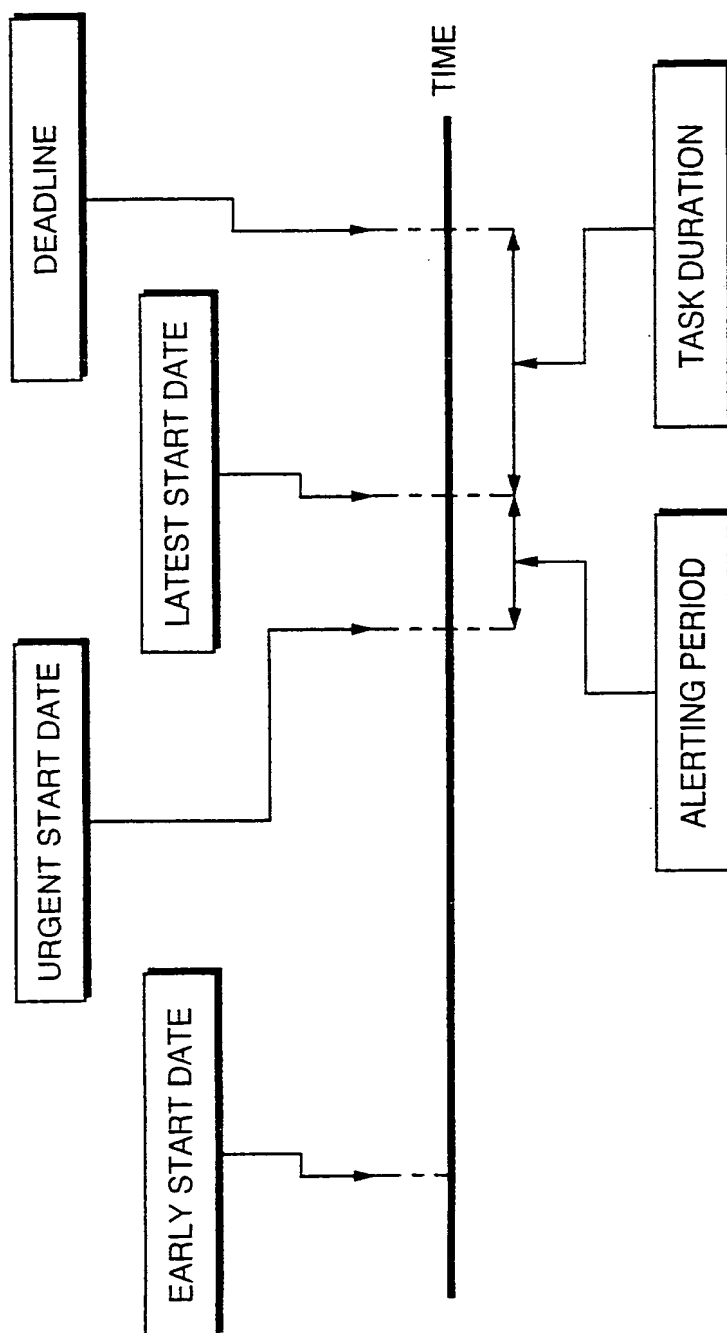 URGENT START DATE
DEADLINE
EARLY START DATE
LATEST START DATE
TIME
ALERTING PERIOD
TASK DURATION